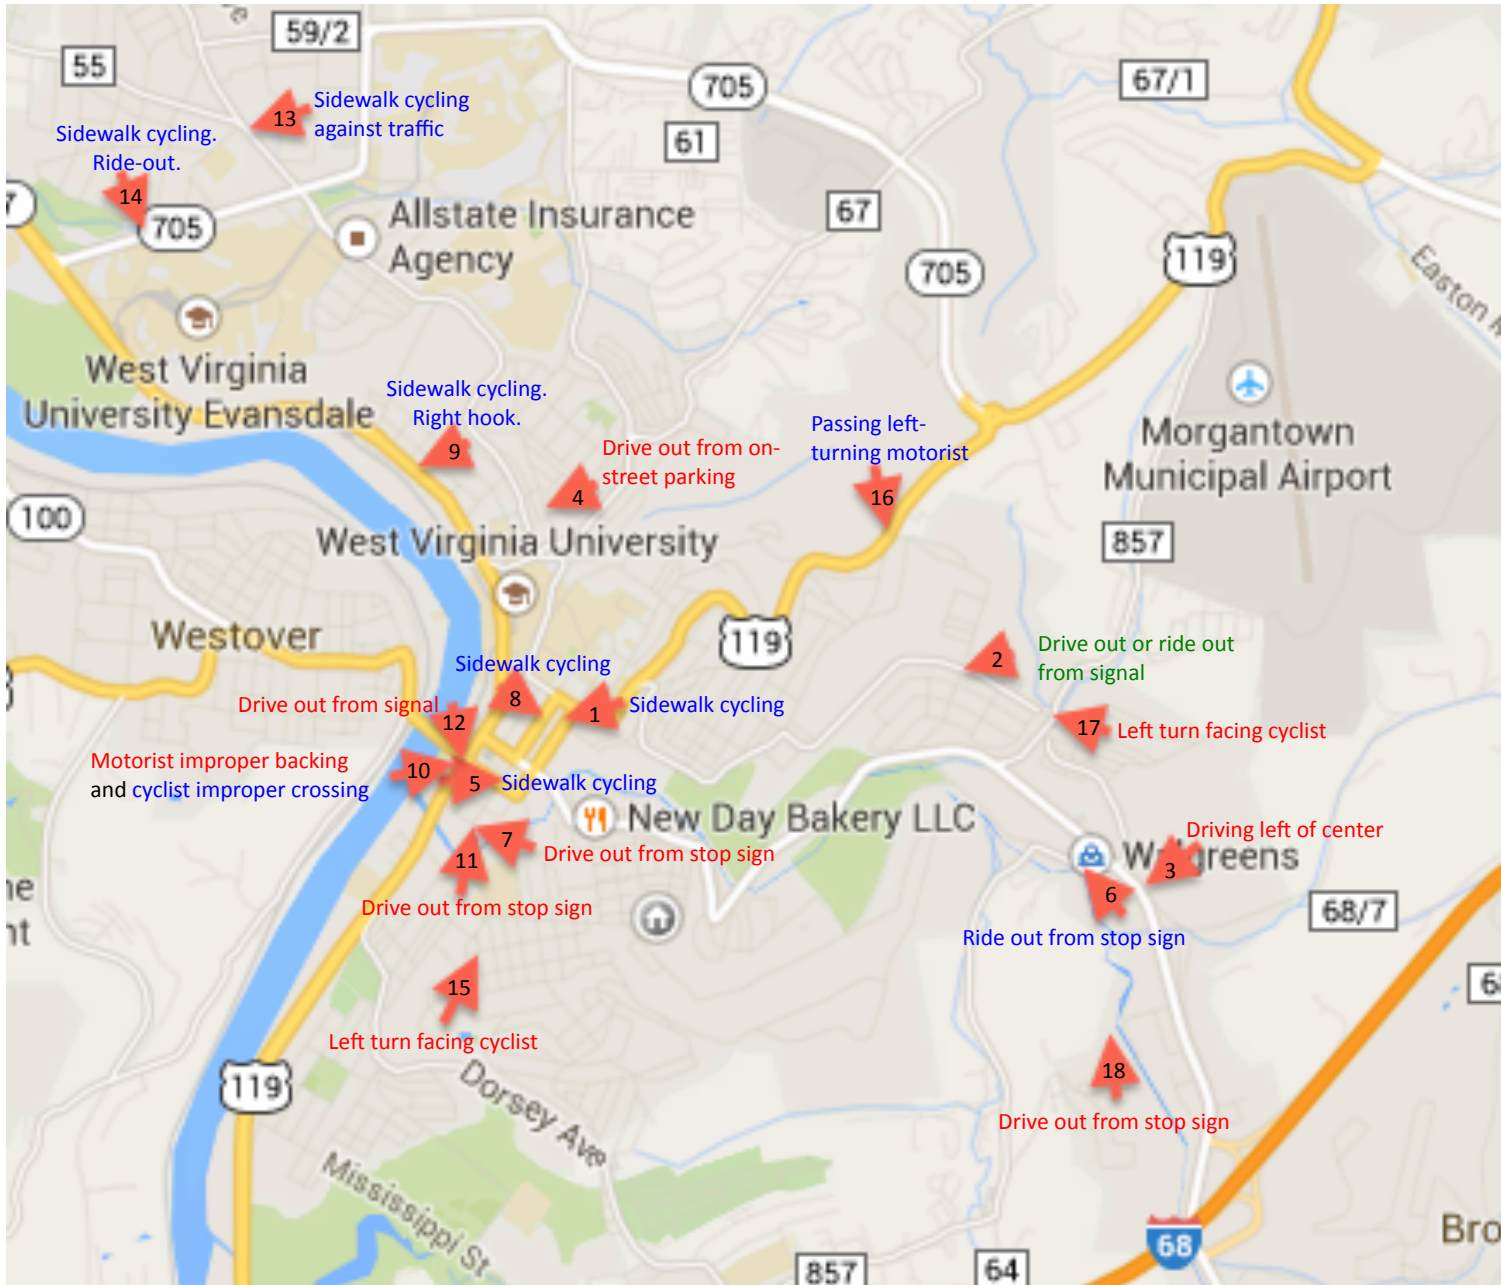 59/2
55
705
67/1
13
Sidewalk cycling
against traffic
61
Sidewalk cycling.
Ride-out.
14
705
67
Allstate Insurance
Agency
705
119
West Virginia
University Evansdale
Sidewalk cycling.
Right hook.
9
Passing left-
turning motorist
16
Morgantown
Municipal Airport
Drive out from on-
street parking
4
100
West Virginia University
857
Westover
119
2
Drive out or ride out
from signal
Sidewalk cycling
8
1
Sidewalk cycling
Drive out from signal
12
17
Left turn facing cyclist
Motorist improper backing
and cyclist improper crossing
10
5
Sidewalk cycling
New Day Bakery LLC
7
Drive out from stop sign
11
Drive out from stop sign
Driving left of center
Walgreens
3
6
Ride out from stop sign
68/7
15
Left turn facing cyclist
119
Dorsey Ave
18
Drive out from stop sign
Mississippi St
68
857
64